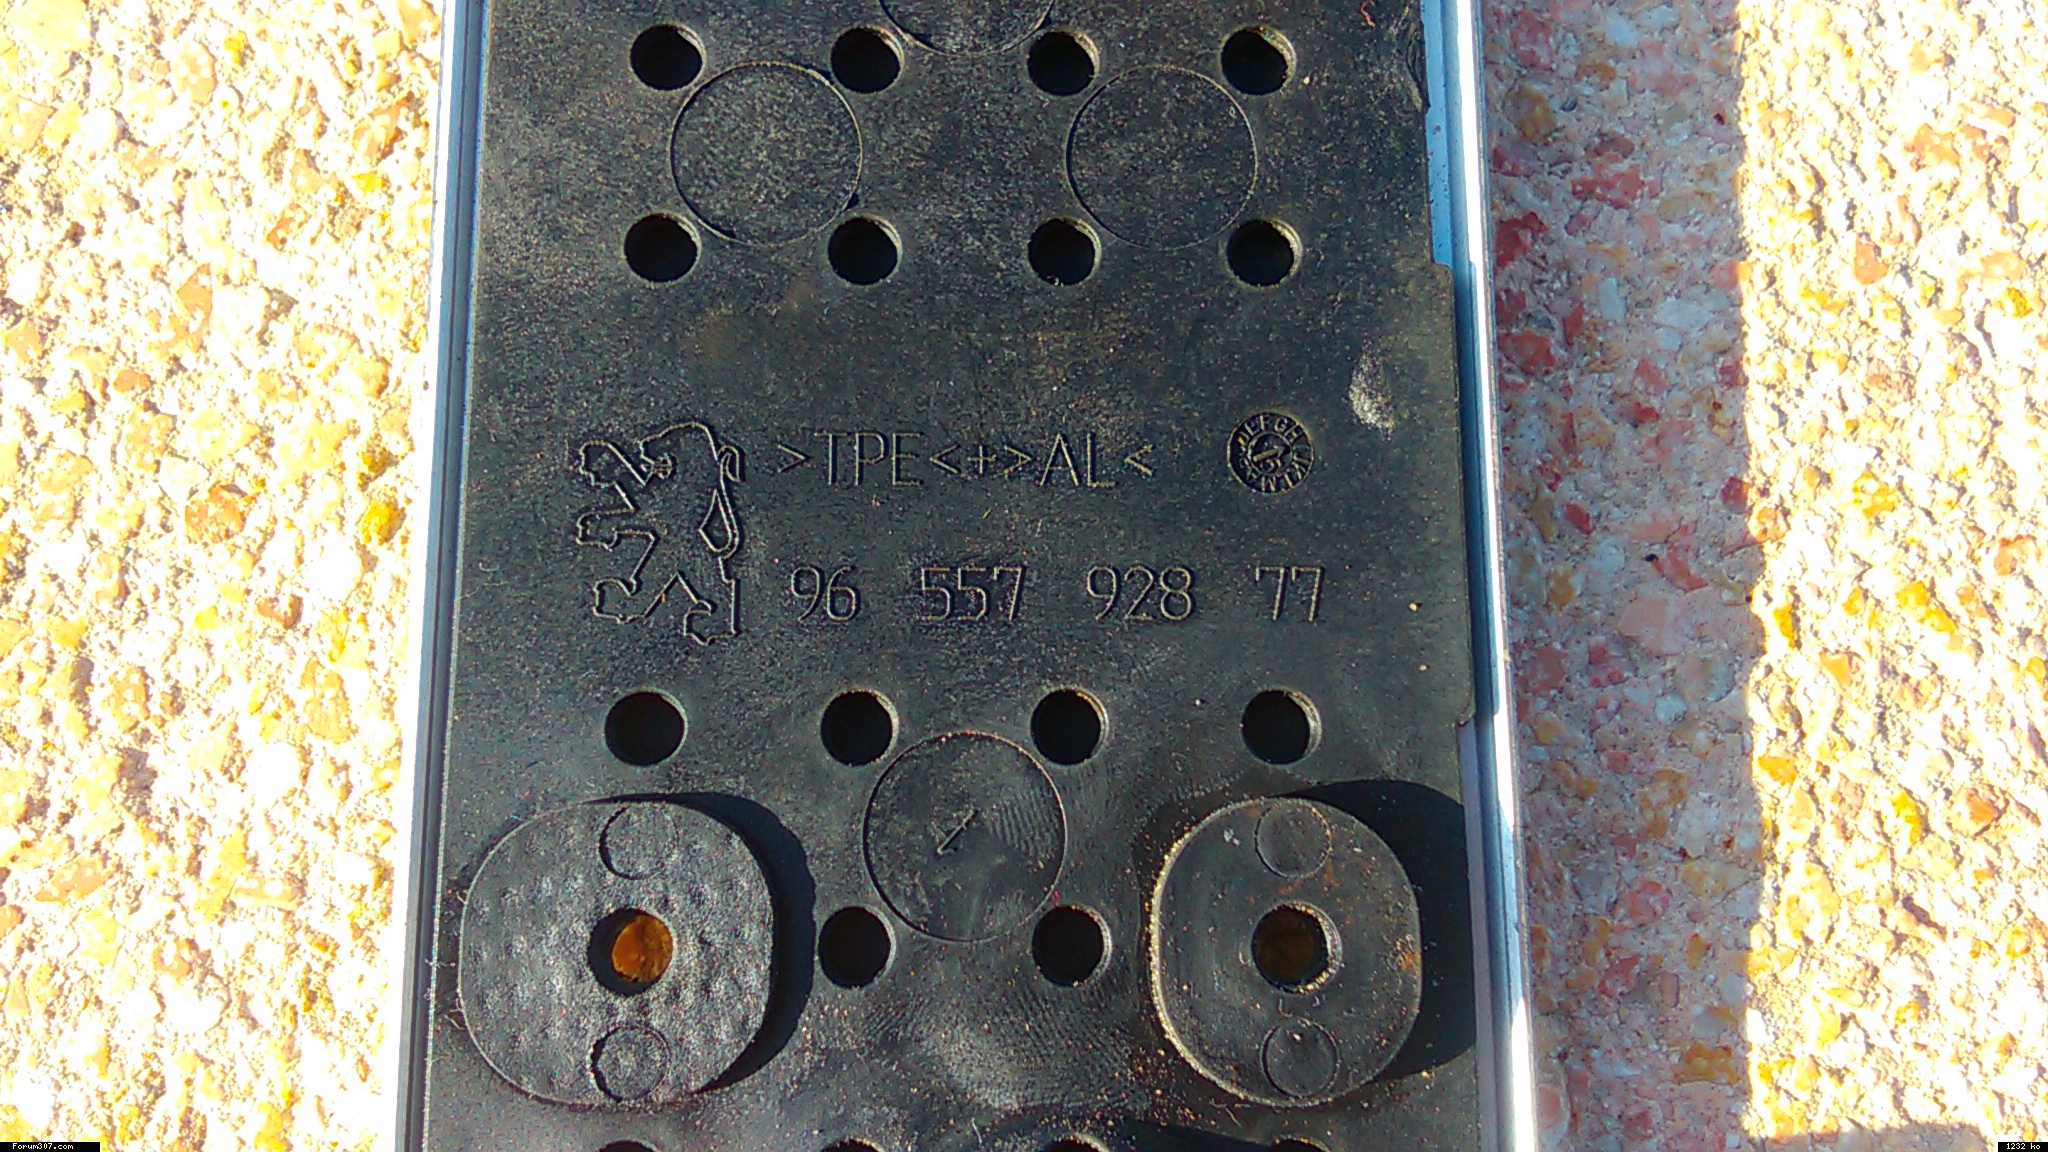 >TPE<+>AL<
96 557 928 77
Forum307.com
1232 ko